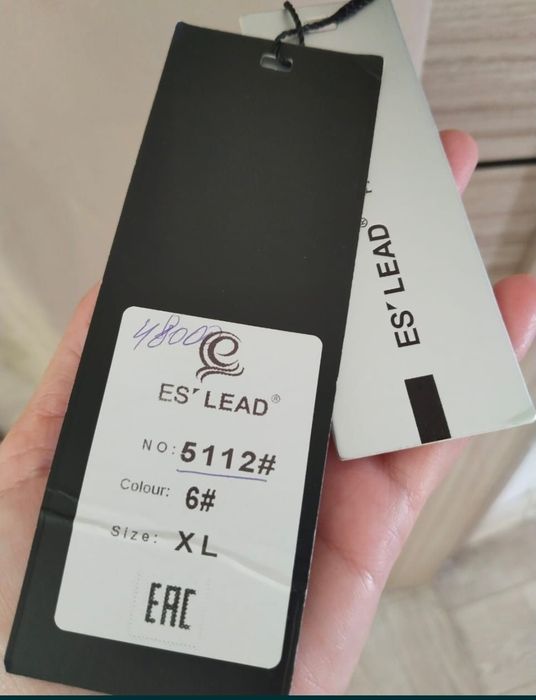 48000
ES' LEAD®
NO: 5112#
Colour: 6#
Size: XL
EAC
ES' LEAD®